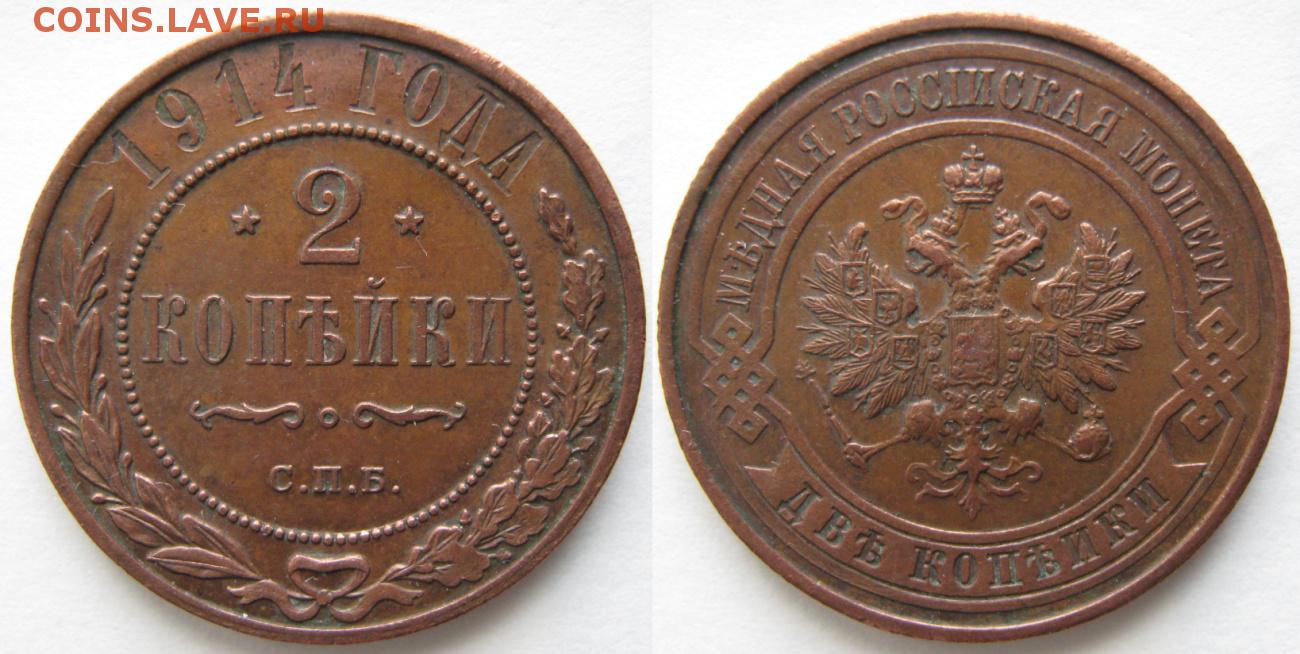 COINS.LAVE.RU
1914 ГОДА
2
КОПѢЙКИ
С.П.Б.
МѢДНАЯ РОССІЙСКАЯ МОНЕТА
ДВѢ КОПѢЙКИ